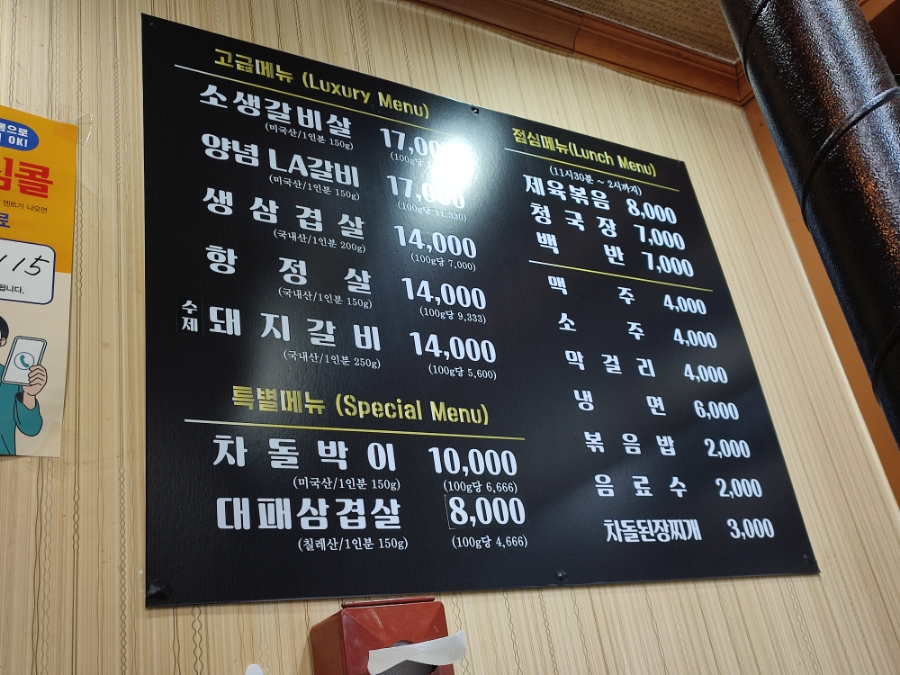 고급메뉴 (Luxury Menu)
소생갈비살
(미국산/1인분 150g)
양념 LA갈비 17,000
(미국산/1인분 150g) (100g당 11,330)
생삼겹살 14,000
(국내산/1인분 200g) (100g당 7,000)
항정살 14,000
(국내산/1인분 150g) (100g당 9,333)
수제 돼지갈비 14,000
(국내산/1인분 250g) (100g당 5,600)
특별메뉴 (Special Menu)
차돌박이 10,000
(미국산/1인분 150g) (100g당 6,666)
대패삼겹살 8,000
(칠레산/1인분 150g) (100g당 4,666)
점심메뉴(Lunch Menu)
(11시30분 ~ 2시까지)
제육볶음 8,000
청국장 7,000
백반 7,000
맥주 4,000
소주 4,000
막걸리 4,000
냉면 6,000
볶음밥 2,000
음료수 2,000
차돌된장찌개 3,000
OK!
115